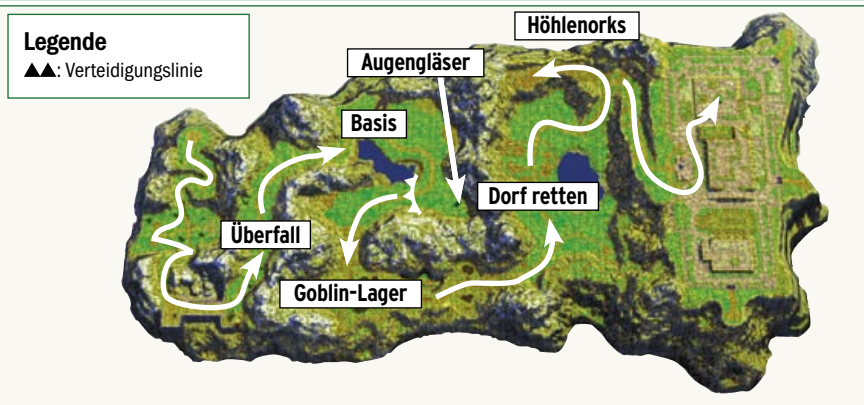 Legende
▲▲: Verteidigungslinie
Höhlenorks
Augengläser
Basis
Dorf retten
Überfall
Goblin-Lager